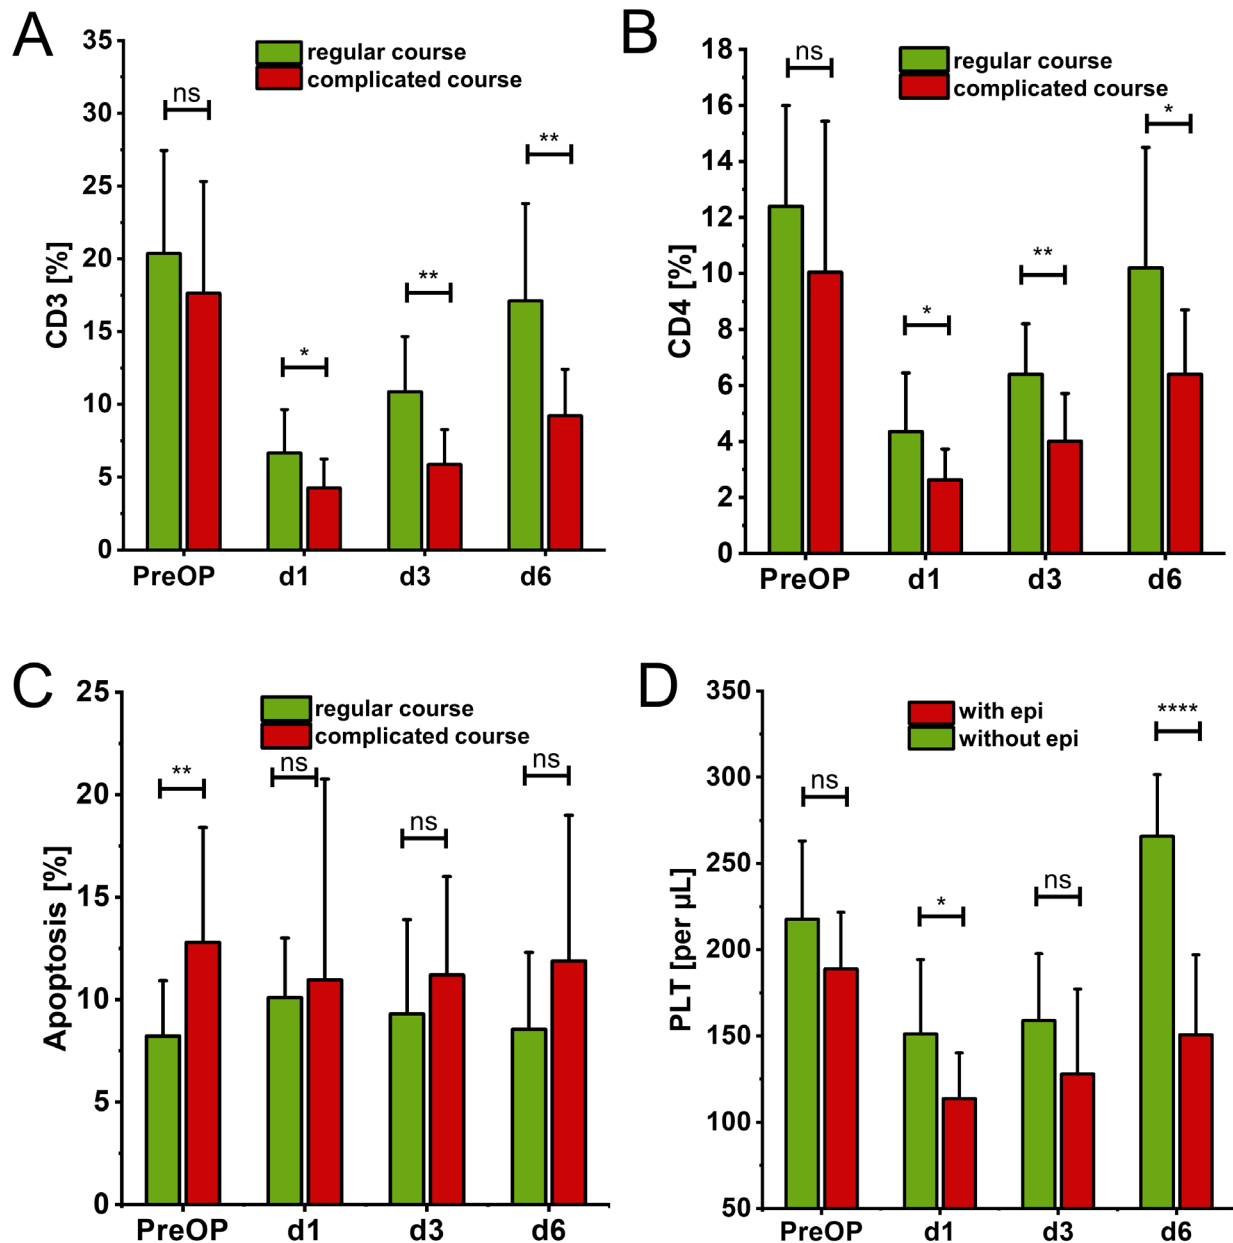 A
CD3 [%]
35
30
25
20
15
10
5
0
regular course
complicated course
ns
*
**
**
PreOP d1 d3 d6
B
CD4 [%]
18
16
14
12
10
8
6
4
2
0
regular course
complicated course
ns
*
**
*
PreOP d1 d3 d6
C
Apoptosis [%]
25
20
15
10
5
0
regular course
complicated course
**
ns
ns
ns
PreOP d1 d3 d6
D
PLT [per µL]
350
300
250
200
150
100
50
with epi
without epi
ns
*
ns
****
PreOP d1 d3 d6